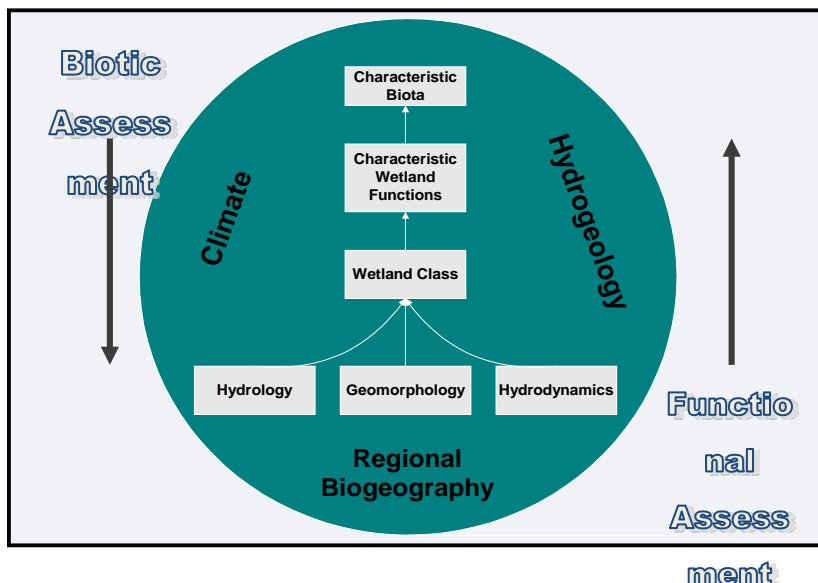 Biotic
Assess
ment
Characteristic
Biota
Characteristic
Wetland
Functions
Climate
Hydrogeology
Wetland Class
Hydrology
Geomorphology
Hydrodynamics
Regional
Biogeography
Functio
nal
Assess
ment